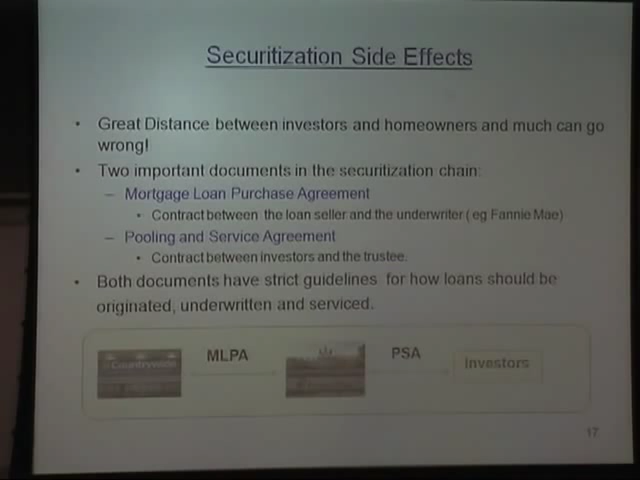 Securitization Side Effects
• Great Distance between investors and homeowners and much can go
wrong!
• Two important documents in the securitization chain:
– Mortgage Loan Purchase Agreement
• Contract between the loan seller and the underwriter (eg Fannie Mae)
– Pooling and Service Agreement
• Contract between investors and the trustee.
• Both documents have strict guidelines for how loans should be
originated, underwritten and serviced.
Countrywide
MLPA
PSA
Investors
17